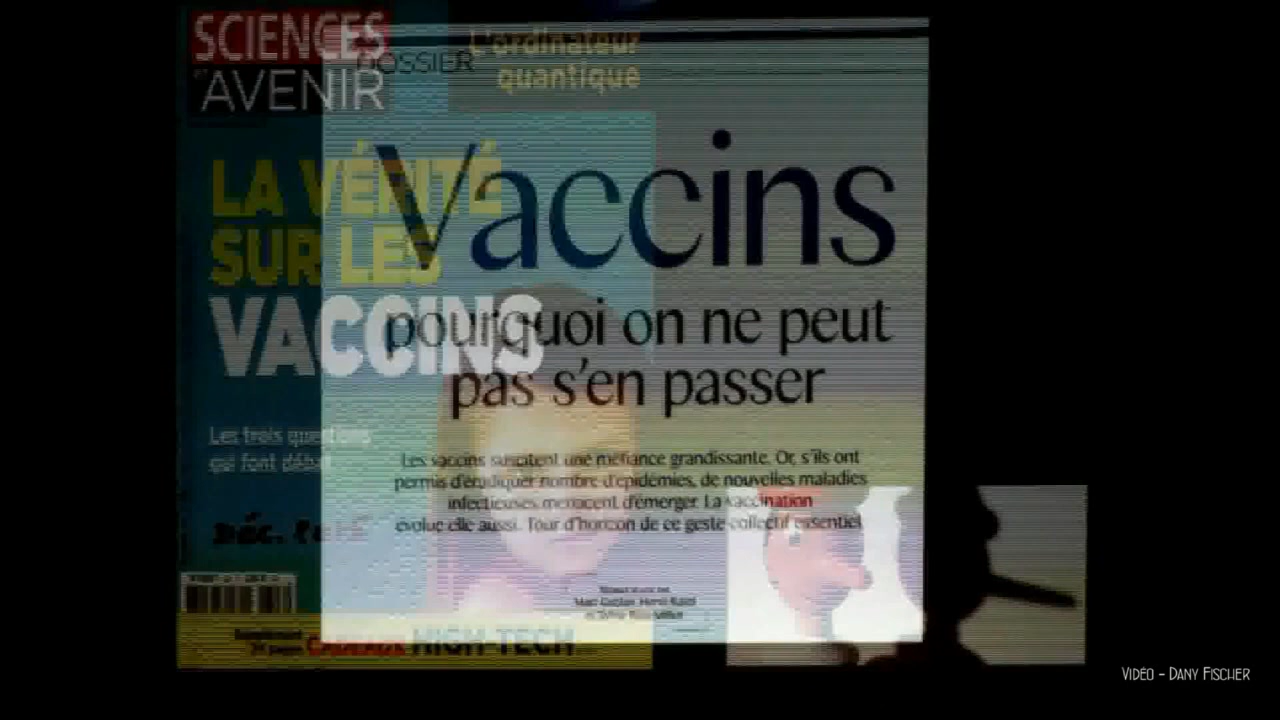 SCIENCES
ET AVENIR
DOSSIER
L'ordinateur
quantique
LA VÉRITÉ
SUR LES
VACCINS
Les trois questions
qui font débat
Déc.
CADEAUX HIGH-TECH
Vaccins
pourquoi on ne peut
pas s'en passer
Les vaccins suscitent une méfiance grandissante. Or, s'ils ont
permis d'éradiquer nombre d'épidémies, de nouvelles maladies
infectieuses menacent d'émerger. La vaccination
évolue elle aussi. Tour d'horizon de ce geste collectif essentiel
VIDÉO - DANY FISCHER